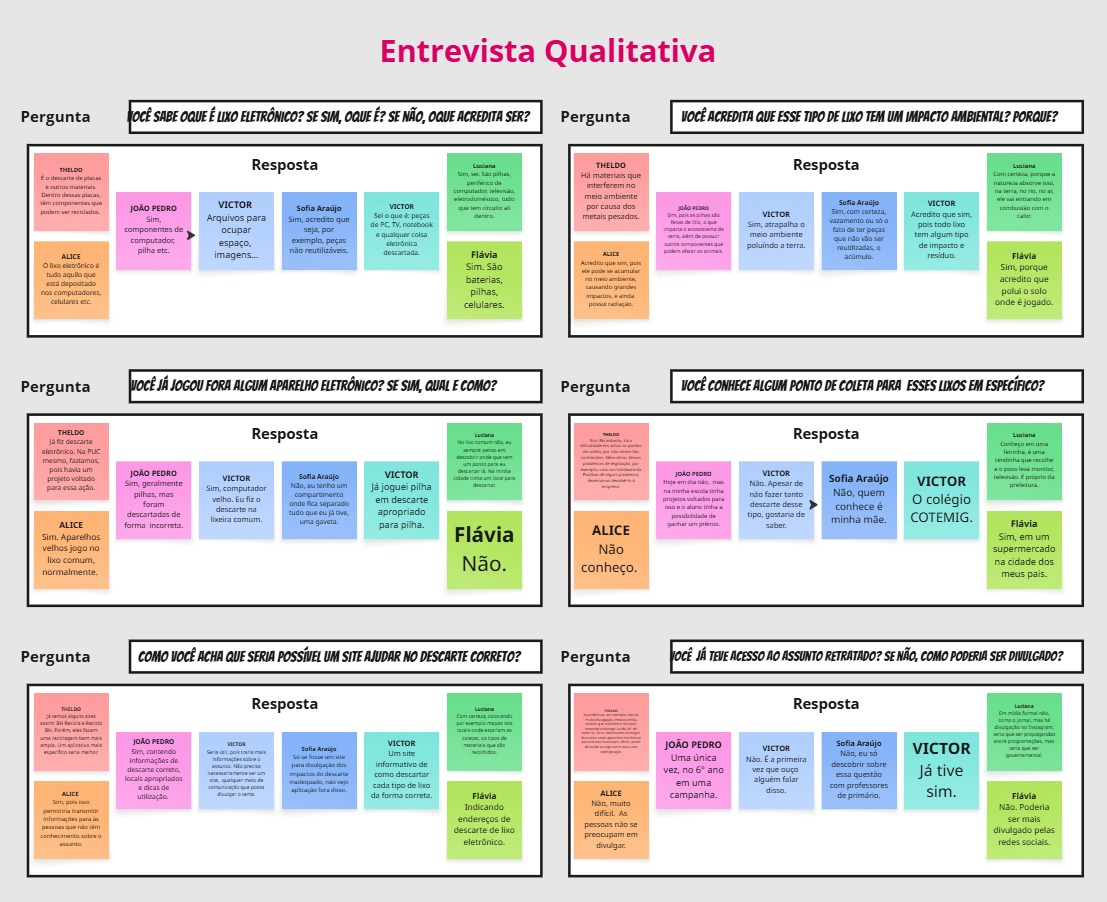 Entrevista Qualitativa
Pergunta
VOCÊ SABE OQUE É LIXO ELETRÔNICO? SE SIM, OQUE É? SE NÃO, OQUE ACREDITA SER?
Resposta
THELDO
É o descarte de placas
e outros materiais.
Dentro dessas placas,
têm componentes que
podem ser reciclados.
ALICE
O lixo eletrônico é
tudo aquilo que
está depositado
nos computadores,
celulares etc.
JOÃO PEDRO
Sim,
componentes de
computador,
pilha etc.
VICTOR
Arquivos para
ocupar
espaço,
imagens...
Sofia Araújo
Sim, acredito que
seja, por
exemplo, peças
não reutilizáveis.
VICTOR
Sei o que é: peças
de PC, TV, notebook
e qualquer coisa
eletrônica
descartada.
Luciana
Sim, sei. São pilhas,
periférico de
computador, televisão,
eletrodoméstico, tudo
que tem circuito ali
dentro.
Flávia
Sim. São
baterias,
pilhas,
celulares.
Pergunta
VOCÊ ACREDITA QUE ESSE TIPO DE LIXO TEM UM IMPACTO AMBIENTAL? PORQUE?
Resposta
THELDO
Há materiais que
interferem no
meio ambiente
por causa dos
metais pesados.
ALICE
Acredito que sim, pois
ele pode se acumular
no meio ambiente,
causando grandes
impactos, e ainda
possui radiação.
JOÃO PEDRO
Sim, pois as pilhas são
feitas de lítio, o que
impacta o ecossistema da
terra, além de possuir
outros componentes que
podem afetar os animais.
VICTOR
Sim, atrapalha o
meio ambiente
poluíndo a terra.
Sofia Araújo
Sim, com certeza,
vazamento ou só o
fato de ter peças
que não vão ser
reutilizadas, o
acúmulo.
VICTOR
Acredito que sim,
pois todo lixo
tem algum tipo
de impacto e
resíduo.
Luciana
Com certeza, porque a
natureza absorve isso,
na terra, no rio, no ar,
ele vai entrando em
combustão com o
calor.
Flávia
Sim, porque
acredito que
polui o solo
onde é jogado.
Pergunta
VOCÊ JÁ JOGOU FORA ALGUM APARELHO ELETRÔNICO? SE SIM, QUAL E COMO?
Resposta
THELDO
Já fiz descarte
eletrônico. Na PUC
mesmo, fazíamos,
pois havia um
projeto voltado
para essa ação.
ALICE
Sim. Aparelhos
velhos jogo no
lixo comum,
normalmente.
JOÃO PEDRO
Sim, geralmente
pilhas, mas
foram
descartadas de
forma incorreta.
VICTOR
Sim, computador
velho. Eu fiz o
descarte na
lixeira comum.
Sofia Araújo
Não, eu tenho um
compartimento
onde fica separado
tudo que eu já tive,
uma gaveta.
VICTOR
Já joguei pilha
em descarte
apropriado
para pilha.
Luciana
No lixo comum não, eu
sempre penso em
descobrir onde que tem
um ponto para eu
descartar lá. Na minha
cidade tinha um local para
descartar.
Flávia
Não.
Pergunta
VOCÊ CONHECE ALGUM PONTO DE COLETA PARA ESSES LIXOS EM ESPECÍFICO?
Resposta
THELDO
ALICE
Não
conheço.
JOÃO PEDRO
Hoje em dia não, mas
na minha escola tinha
projetos voltados para
isso e o aluno tinha a
possibilidade de
ganhar um prêmio.
VICTOR
Não. Apesar de
não fazer tanto
descarte desse
tipo, gostaria de
saber.
Sofia Araújo
Não, quem
conhece é
minha mãe.
VICTOR
O colégio
COTEMIG.
Luciana
Conheço em uma
feirinha, é uma
tendinha que recolhe
e o povo leva monitor,
televisão. É próprio da
prefeitura.
Flávia
Sim, em um
supermercado
na cidade dos
meus pais.
Pergunta
COMO VOCÊ ACHA QUE SERIA POSSÍVEL UM SITE AJUDAR NO DESCARTE CORRETO?
Resposta
THELDO
Já temos alguns sites
assim: BH Recicla e Recicla
BH. Porém, eles fazem
uma reciclagem bem mais
ampla. Um aplicativo mais
específico seria melhor.
ALICE
Sim, pois isso
permitiria transmitir
informações para as
pessoas que não têm
conhecimento sobre o
assunto.
JOÃO PEDRO
Sim, contendo
informações de
descarte correto,
locais apropriados
e dicas de
utilização.
VICTOR
Seria útil, pois traria mais
informações sobre o
assunto. Não precisa
necessariamente ser um
site, qualquer meio de
comunicação que possa
divulgar o tema.
Sofia Araújo
Só se fosse um site
para divulgação dos
impactos do descarte
inadequado, não vejo
aplicação fora disso.
VICTOR
Um site
informativo de
como descartar
cada tipo de lixo
da forma correta.
Luciana
Com certeza, colocando
por exemplo mapas nos
locais onde estariam as
coletas, os tipos de
materiais que são
recolhidos.
Flávia
Indicando
endereços de
descarte de lixo
eletrônico.
Pergunta
VOCÊ JÁ TEVE ACESSO AO ASSUNTO RETRATADO? SE NÃO, COMO PODERIA SER DIVULGADO?
Resposta
THELDO
ALICE
Não, muito
difícil. As
pessoas não se
preocupam em
divulgar.
JOÃO PEDRO
Uma única
vez, no 6° ano
em uma
campanha.
VICTOR
Não. É a primeira
vez que ouço
alguém falar
disso.
Sofia Araújo
Não, eu só
descobrir sobre
essa questão
com professores
de primário.
VICTOR
Já tive
sim.
Luciana
Em mídia formal não,
como o jornal, mas há
divulgação no Instagram,
teria que ser propagandas
entre programações, mas
teria que ser
governamental.
Flávia
Não. Poderia
ser mais
divulgado pelas
redes sociais.